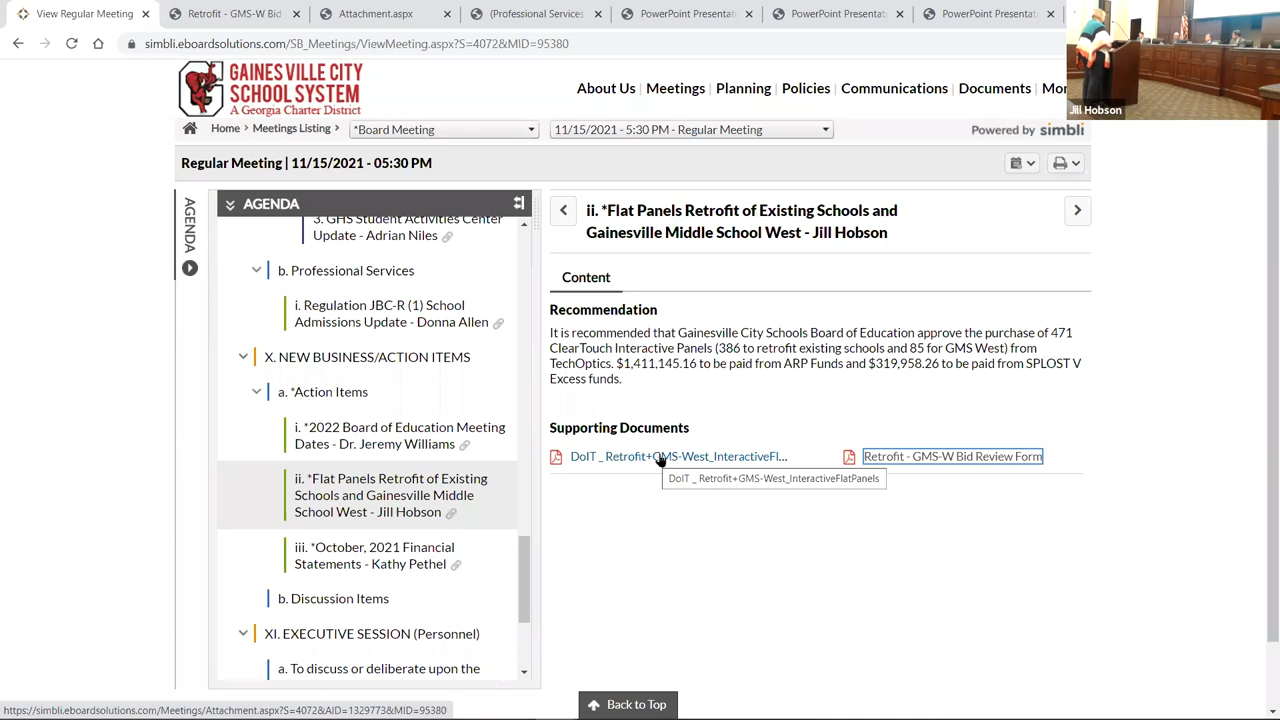 View Regular Meeting
Retrofit - GMS-W Bid
Attachment.aspx
(Professional Services
PowerPoint Presentat
PowerPoint Presentat
PowerPoint Presentat
simbli.eboardsolutions.com/SB_Meetings/ViewMeeting.aspx?S=4072&MID=95380
Jill Hobson
GAINESVILLE CITY
SCHOOL SYSTEM
A Georgia Charter District
About Us
Meetings
Planning
Policies
Communications
Documents
Mo
Home
Meetings Listing
*Board Meeting
11/15/2021 - 5:30 PM - Regular Meeting
Powered by simbli
Regular Meeting | 11/15/2021 - 05:30 PM
AGENDA
AGENDA
3. GHS Student Activities Center
Update - Adrian Niles
b. Professional Services
i. Regulation JBC-R (1) School
Admissions Update - Donna Allen
X. NEW BUSINESS/ACTION ITEMS
a. *Action Items
i. *2022 Board of Education Meeting
Dates - Dr. Jeremy Williams
ii. *Flat Panels Retrofit of Existing
Schools and Gainesville Middle
School West - Jill Hobson
iii. *October, 2021 Financial
Statements - Kathy Pethel
b. Discussion Items
XI. EXECUTIVE SESSION (Personnel)
a. To discuss or deliberate upon the
ii. *Flat Panels Retrofit of Existing Schools and
Gainesville Middle School West - Jill Hobson
Content
Recommendation
It is recommended that Gainesville City Schools Board of Education approve the purchase of 471
ClearTouch Interactive Panels (386 to retrofit existing schools and 85 for GMS West) from
TechOptics. $1,411,145.16 to be paid from ARP Funds and $319,958.26 to be paid from SPLOST V
Excess funds.
Supporting Documents
DoIT _ Retrofit+GMS-West_InteractiveFl...
Retrofit - GMS-W Bid Review Form
DoIT _ Retrofit+GMS-West_InteractiveFlatPanels
Back to Top
https://simbli.eboardsolutions.com/Meetings/Attachment.aspx?S=4072&AID=1329773&MID=95380